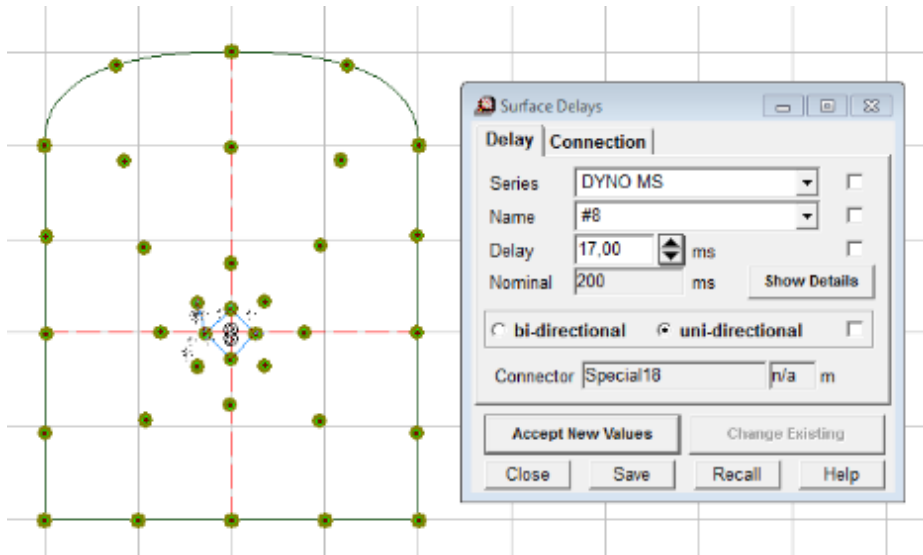 Surface Delays
Delay Connection
Series DYNO MS
Name #8
Delay 17,00 ms
Nominal 200 ms Show Details
bi-directional uni-directional
Connector Special18 n/a m
Accept New Values Change Existing
Close Save Recall Help